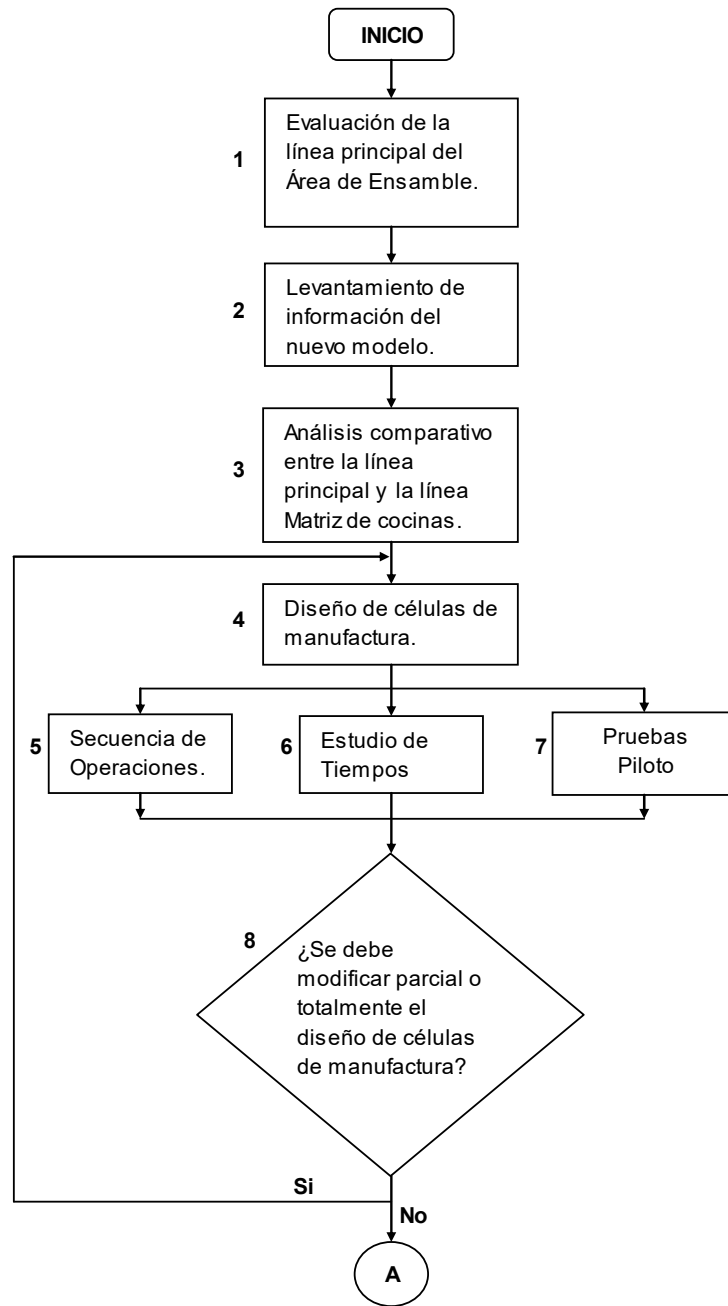 INICIO
1
Evaluación de la
línea principal del
Área de Ensamble.
2
Levantamiento de
información del
nuevo modelo.
3
Análisis comparativo
entre la línea
principal y la línea
Matriz de cocinas.
4
Diseño de células de
manufactura.
5
Secuencia de
Operaciones.
6
Estudio de
Tiempos
7
Pruebas
Piloto
8
¿Se debe
modificar parcial o
totalmente el
diseño de células
de manufactura?
Si
No
A